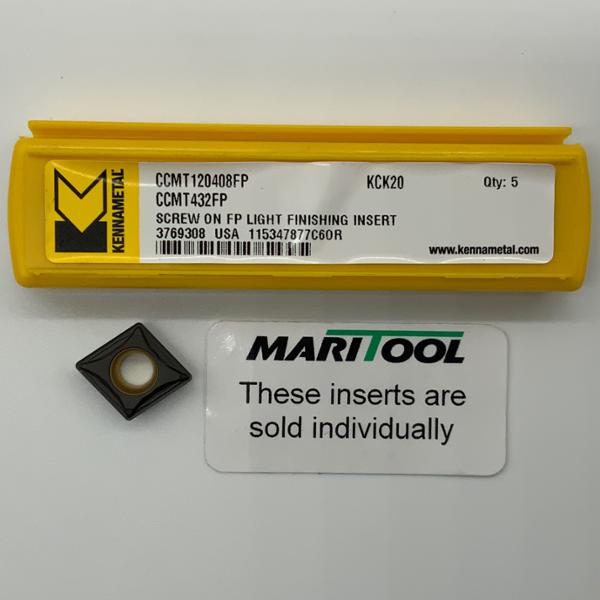 KENNAMETAL
CCMT120408FP KCK20 Qty: 5
CCMT432FP
SCREW ON FP LIGHT FINISHING INSERT
3769308 USA 115347877C60R
www.kennametal.com
MARITOOL
These inserts are
sold individually